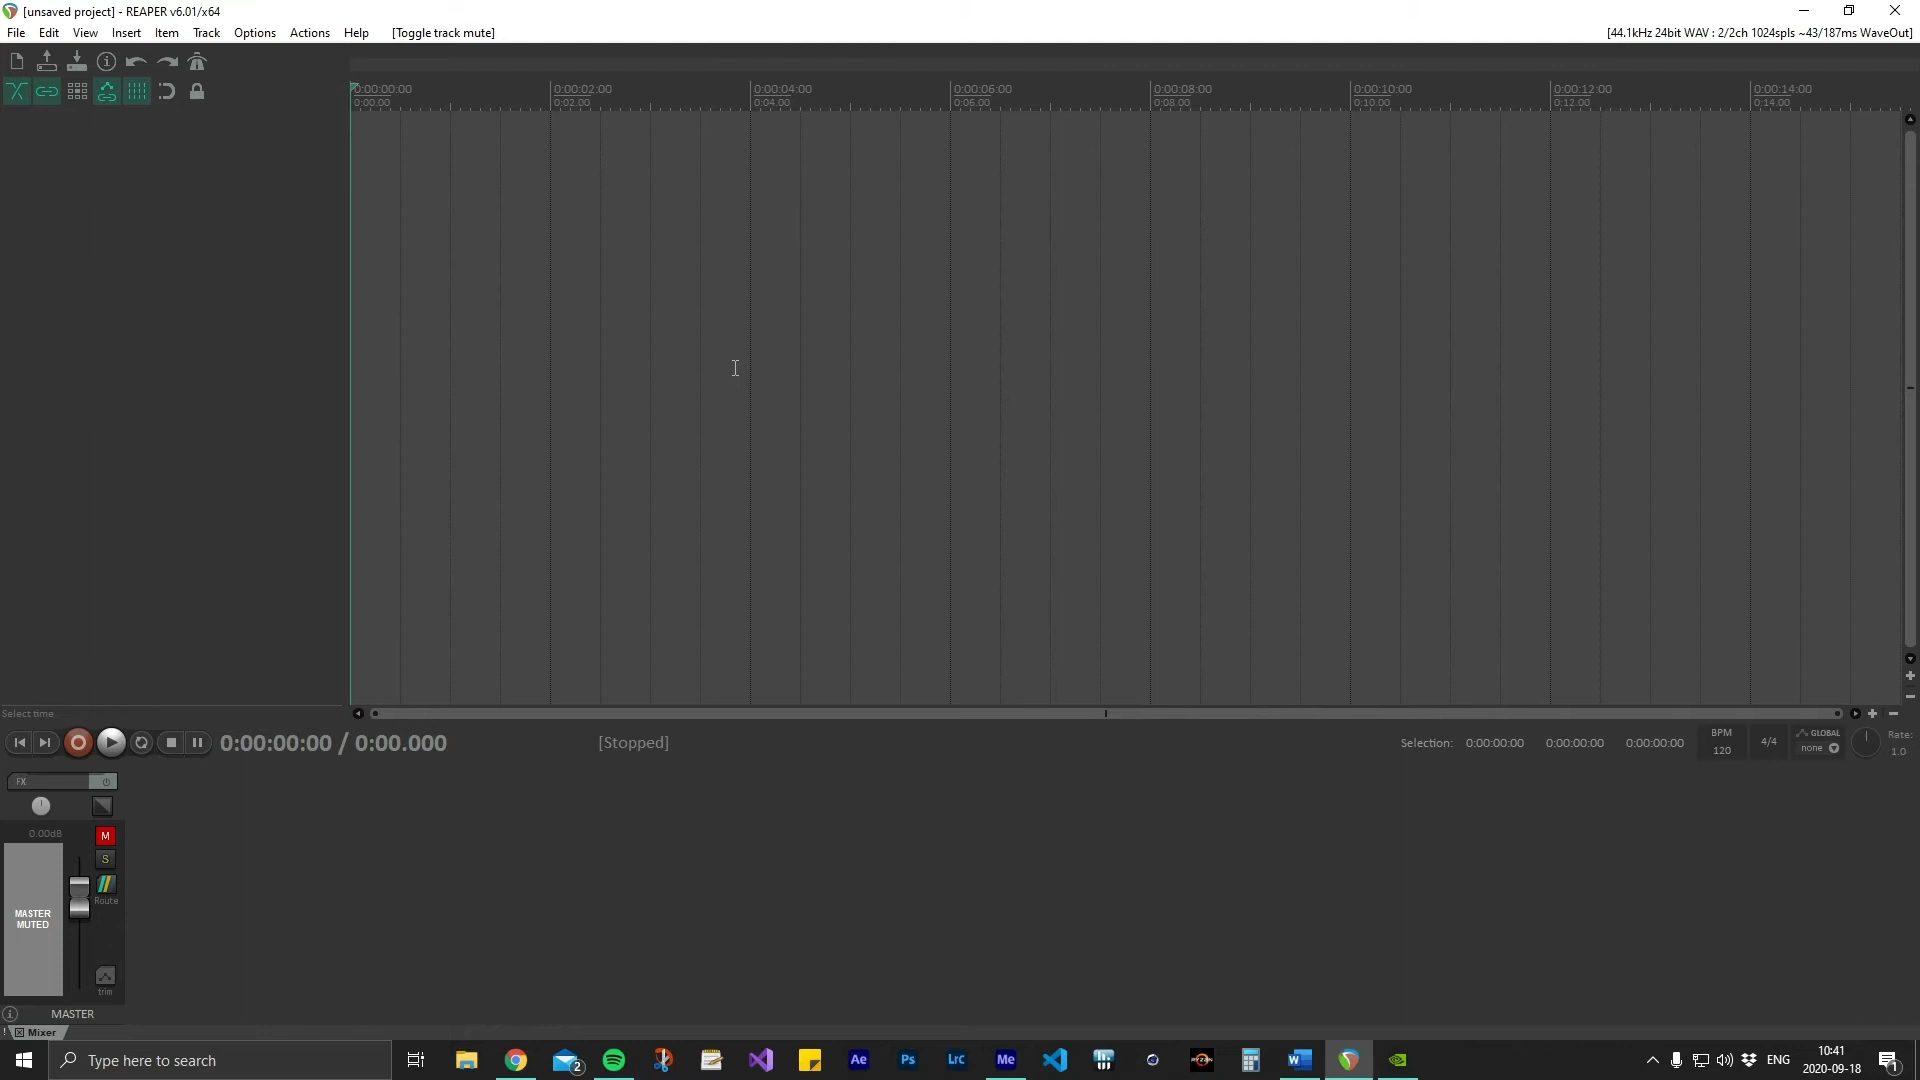 [unsaved project] - REAPER v6.01/x64
File Edit View Insert Item Track Options Actions Help [Toggle track mute] [44.1kHz 24bit WAV : 2/2ch 1024spls ~43/187ms WaveOut]
0:00:00:00 0:00:02:00 0:00:04:00 0:00:06:00 0:00:08:00 0:00:10:00 0:00:12:00 0:00:14:00
0:00.00 0:02.00 0:04.00 0:06.00 0:08.00 0:10.00 0:12.00 0:14.00
Select time
0:00:00:00 / 0:00.000 [Stopped] Selection: 0:00:00:00 0:00:00:00 0:00:00:00
BPM
120
4/4
GLOBAL
none
Rate:
1.0
FX
0.00dB
M
S
Route
MASTER
MUTED
trim
MASTER
Mixer
Type here to search
2
Ae
Ps
LrC
Me
RYZEN
W
ENG
10:41
2020-09-18
1